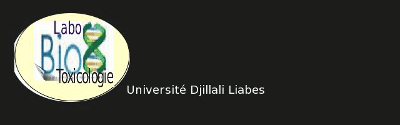 Labo
Bio
Toxicologie
Université Djillali Liabes